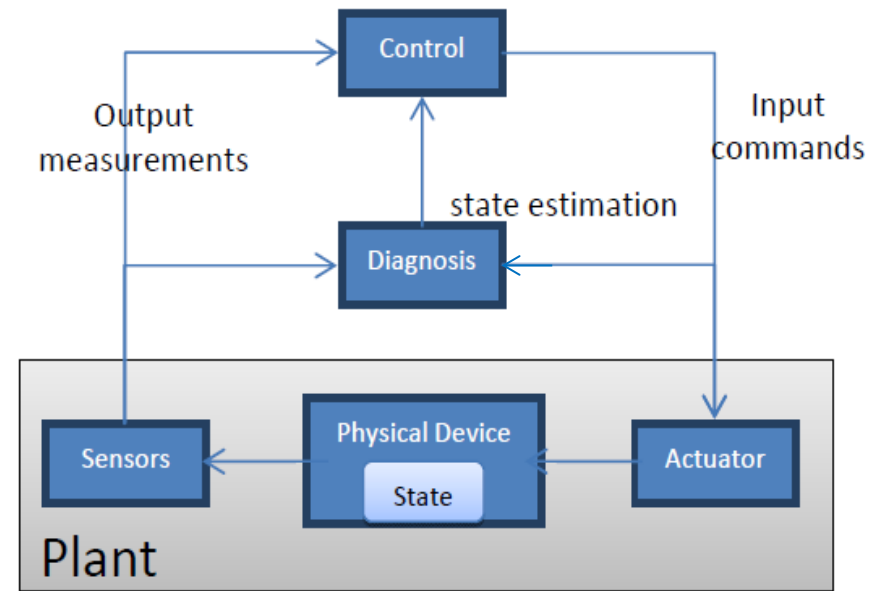 Control
Output
measurements
Input
commands
state estimation
Diagnosis
Physical Device
Sensors
State
Actuator
Plant